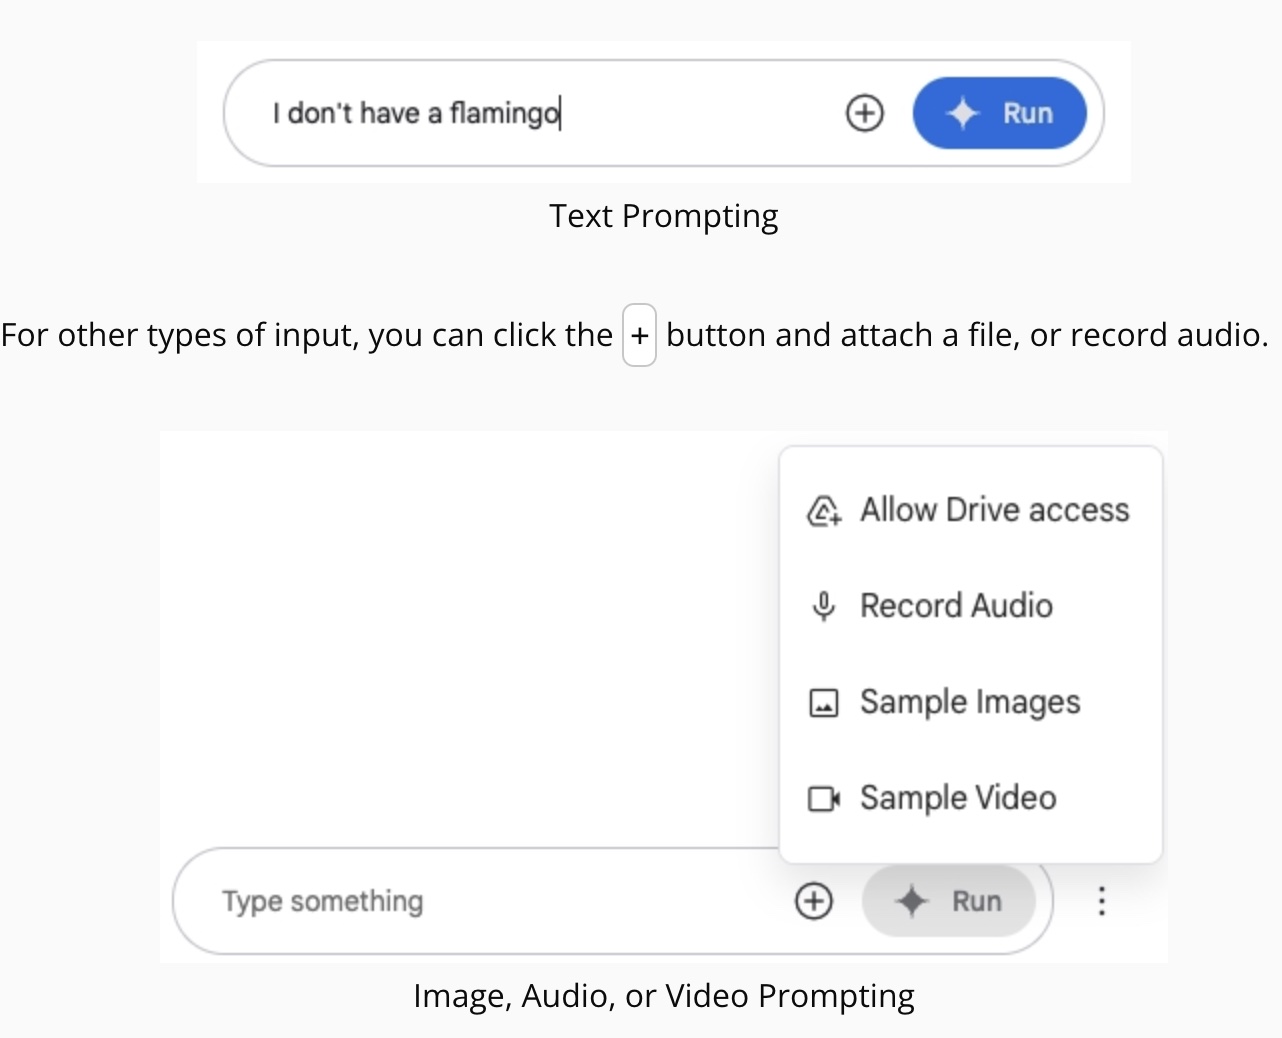 I don't have a flamingo
Run
Text Prompting
For other types of input, you can click the + button and attach a file, or record audio.
Allow Drive access
Record Audio
Sample Images
Sample Video
Type something
Run
Image, Audio, or Video Prompting